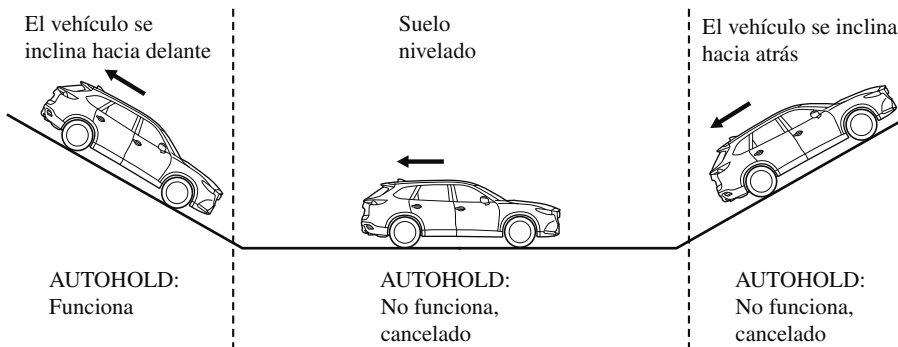 El vehículo se
inclina hacia delante
Suelo
nivelado
El vehículo se inclina
hacia atrás
AUTOHOLD:
Funciona
AUTOHOLD:
No funciona,
cancelado
AUTOHOLD:
No funciona,
cancelado